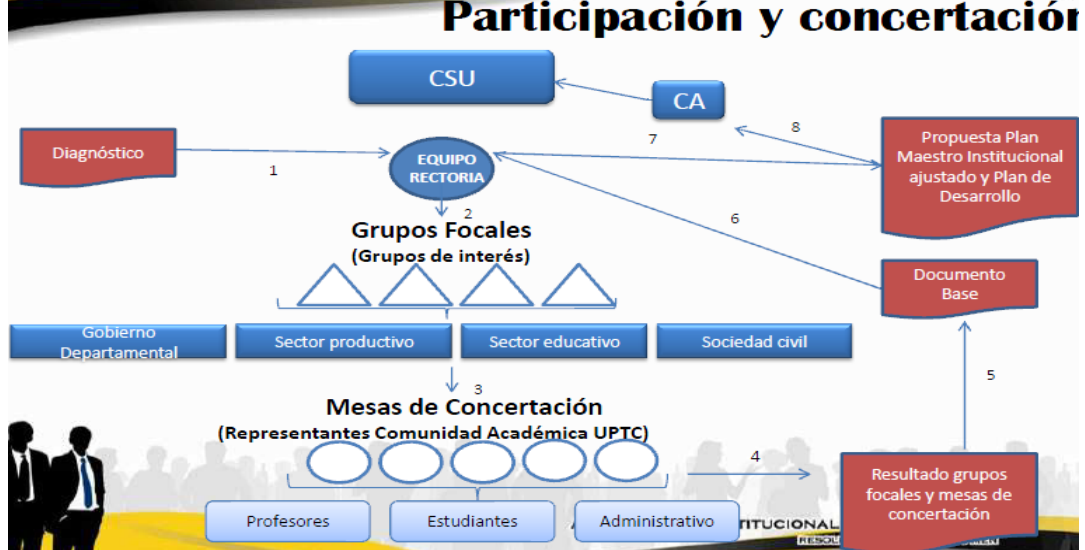 Participación y concertación
CSU
CA
8
7
Diagnóstico
1
EQUIPO
RECTORIA
Propuesta Plan
Maestro Institucional
ajustado y Plan de
Desarrollo
2
6
Grupos Focales
(Grupos de interés)
Documento
Base
Gobierno
Departamental
Sector productivo
Sector educativo
Sociedad civil
5
3
Mesas de Concertación
(Representantes Comunidad Académica UPTC)
4
Resultado grupos
focales y mesas de
concertación
Profesores
Estudiantes
Administrativo
TITUCIONAL